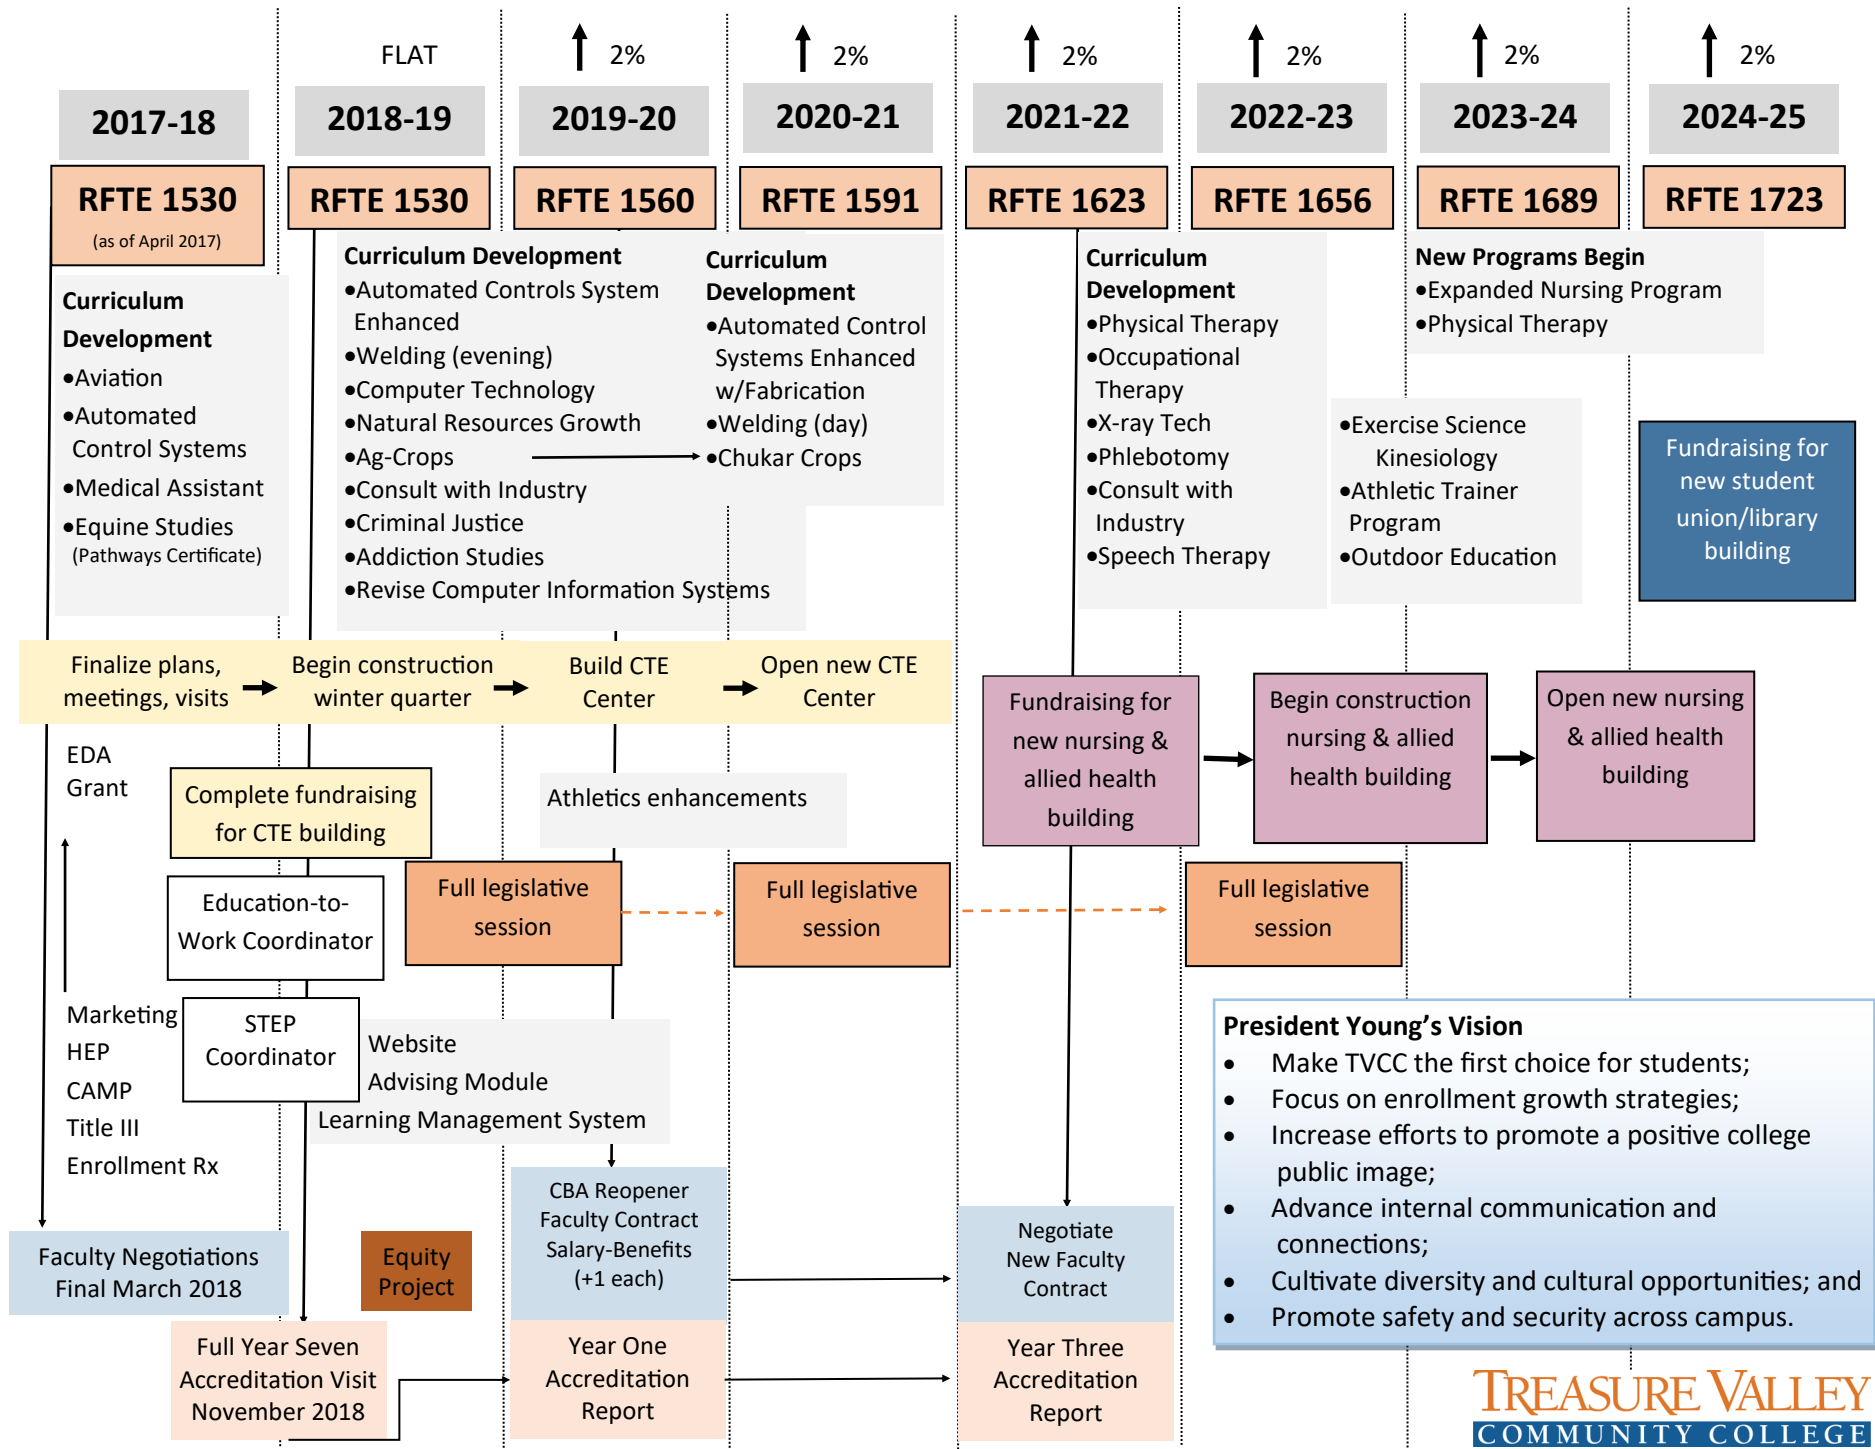 FLAT
2%
2%
2%
2%
2%
2%
2017-18
2018-19
2019-20
2020-21
2021-22
2022-23
2023-24
2024-25
RFTE 1530
(as of April 2017)
RFTE 1530
RFTE 1560
RFTE 1591
RFTE 1623
RFTE 1656
RFTE 1689
RFTE 1723
Curriculum
Development
•Aviation
•Automated
Control Systems
•Medical Assistant
•Equine Studies
(Pathways Certificate)
Curriculum Development
•Automated Controls System
Enhanced
•Welding (evening)
•Computer Technology
•Natural Resources Growth
•Ag-Crops
•Consult with Industry
•Criminal Justice
•Addiction Studies
•Revise Computer Information Systems
Curriculum
Development
•Automated Control
Systems Enhanced
w/Fabrication
•Welding (day)
•Chukar Crops
Curriculum
Development
•Physical Therapy
•Occupational
Therapy
•X-ray Tech
•Phlebotomy
•Consult with
Industry
•Speech Therapy
•Exercise Science
Kinesiology
•Athletic Trainer
Program
•Outdoor Education
New Programs Begin
•Expanded Nursing Program
•Physical Therapy
Fundraising for
new student
union/library
building
Finalize plans,
meetings, visits
Begin construction
winter quarter
Build CTE
Center
Open new CTE
Center
Fundraising for
new nursing &
allied health
building
Begin construction
nursing & allied
health building
Open new nursing
& allied health
building
EDA
Grant
Complete fundraising
for CTE building
Athletics enhancements
Education-to-
Work Coordinator
Full legislative
session
Full legislative
session
Full legislative
session
Marketing
HEP
CAMP
Title III
Enrollment Rx
STEP
Coordinator
Website
Advising Module
Learning Management System
President Young’s Vision
• Make TVCC the first choice for students;
• Focus on enrollment growth strategies;
• Increase efforts to promote a positive college
public image;
• Advance internal communication and
connections;
• Cultivate diversity and cultural opportunities; and
• Promote safety and security across campus.
Faculty Negotiations
Final March 2018
Equity
Project
CBA Reopener
Faculty Contract
Salary-Benefits
(+1 each)
Negotiate
New Faculty
Contract
Full Year Seven
Accreditation Visit
November 2018
Year One
Accreditation
Report
Year Three
Accreditation
Report
TREASURE VALLEY
COMMUNITY COLLEGE